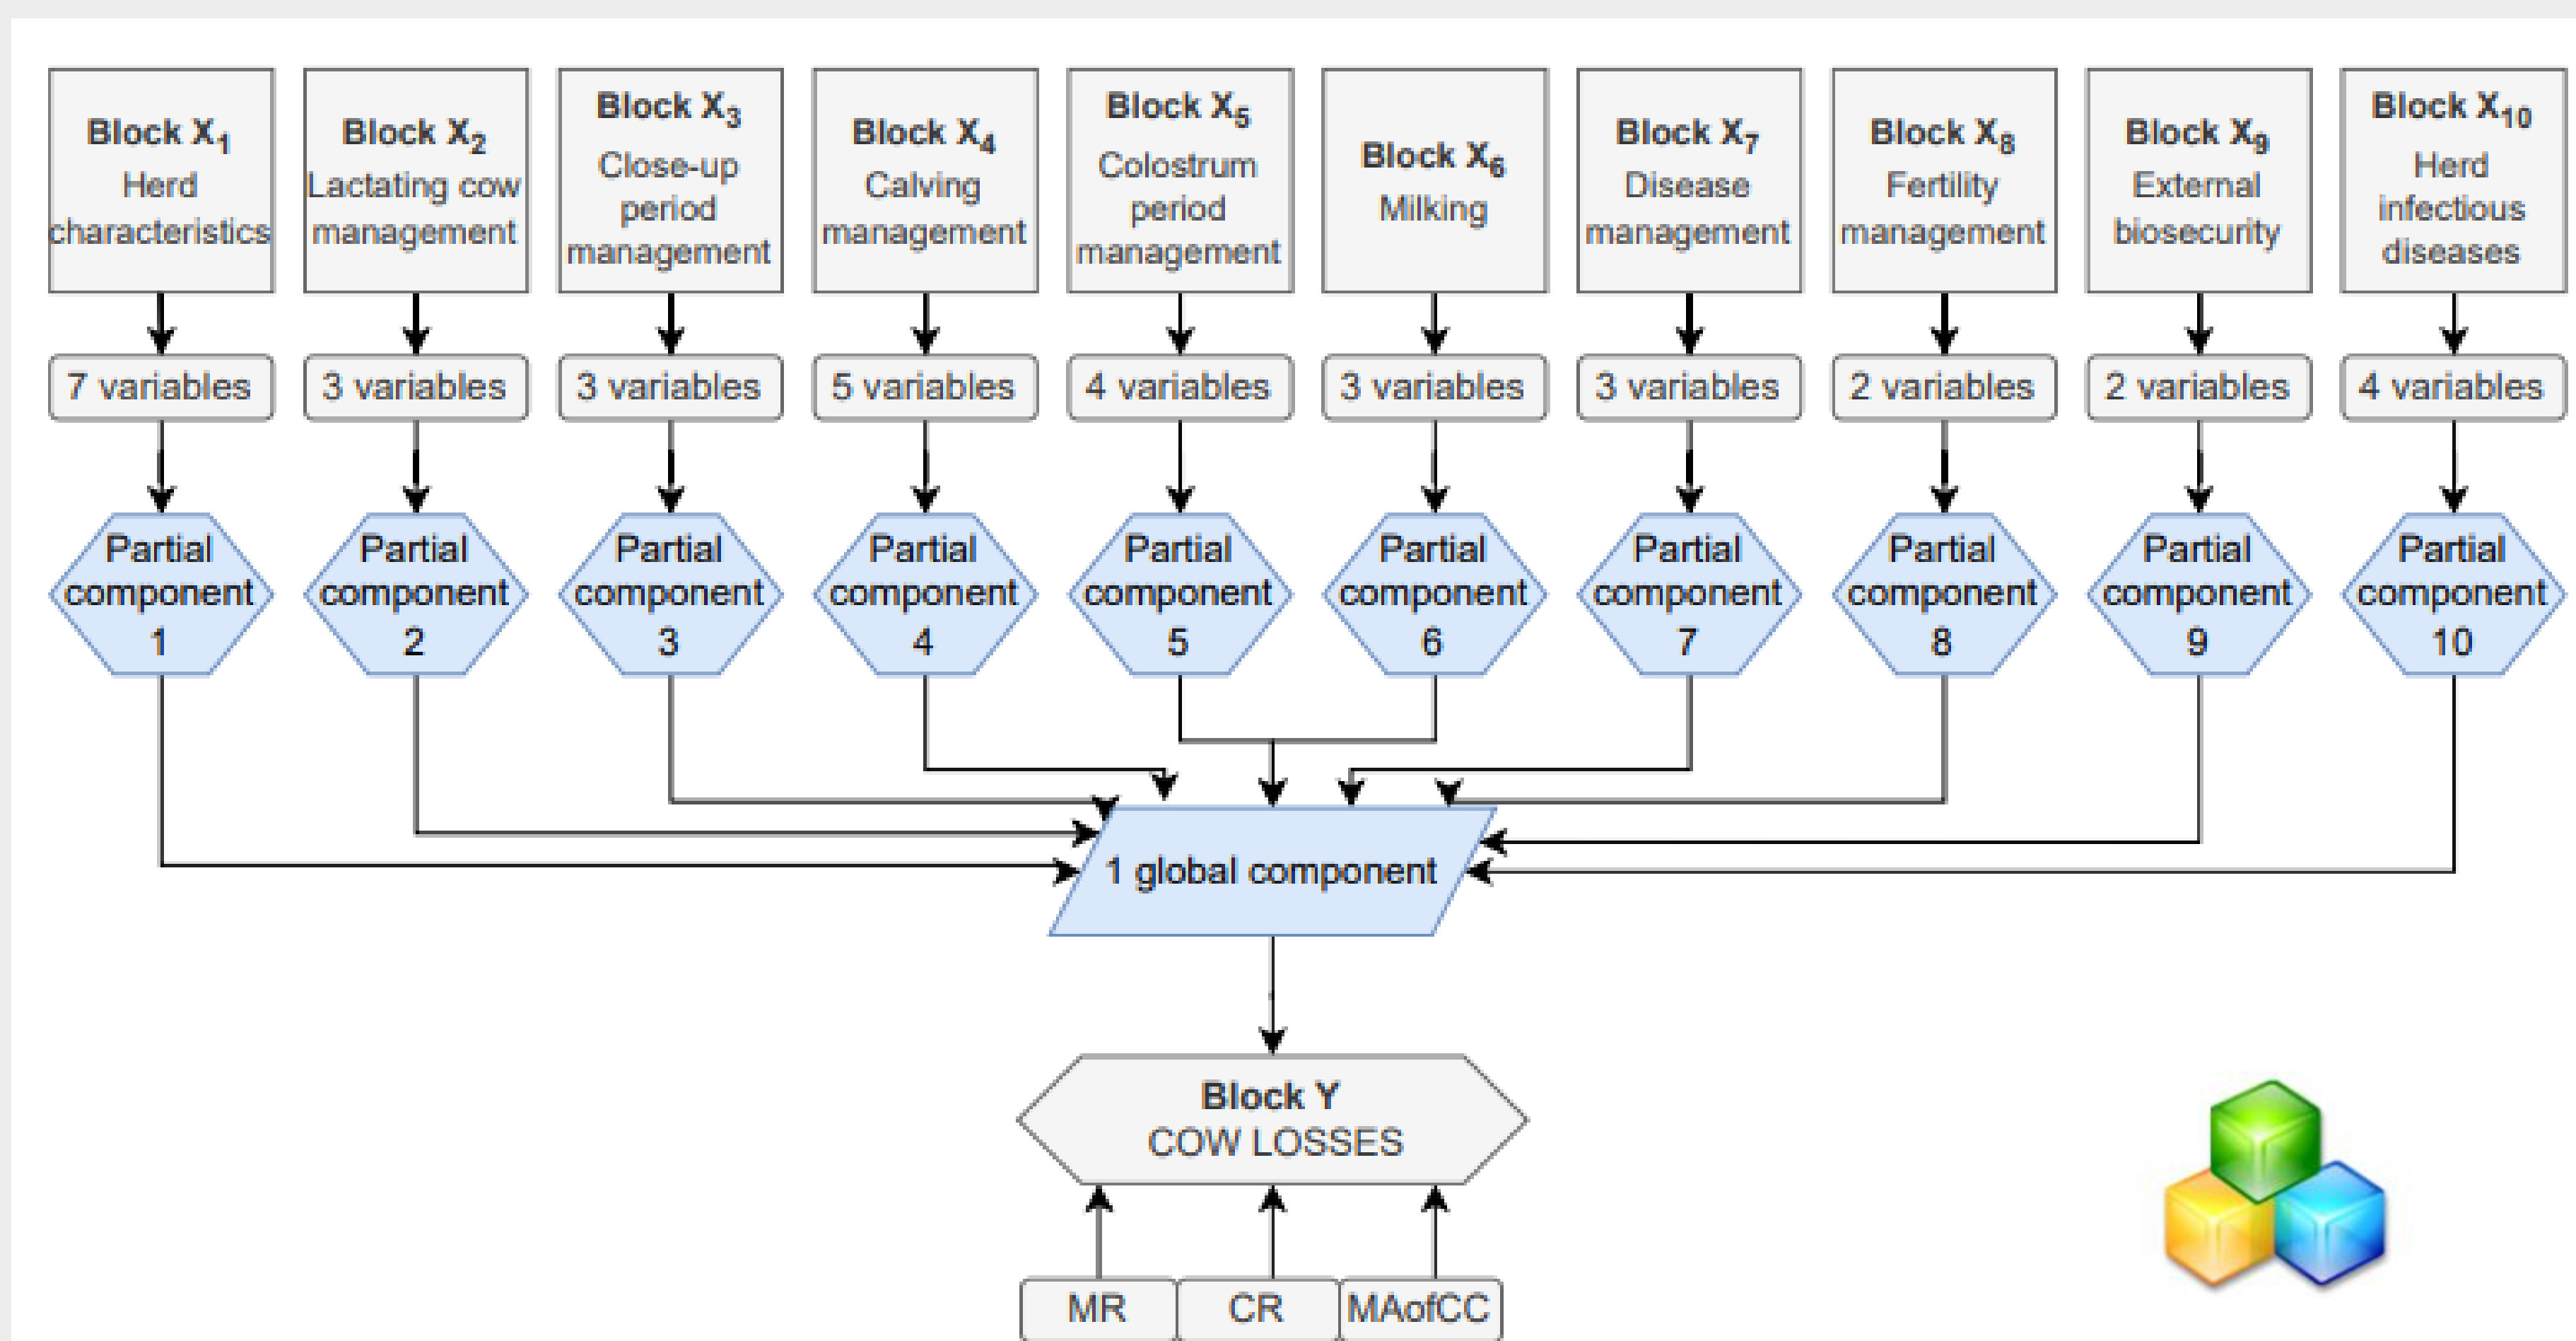 Block X1
Herd
characteristics
Block X2
Lactating cow
management
Block X3
Close-up
period
management
Block X4
Calving
management
Block X5
Colostrum
period
management
Block X6
Milking
Block X7
Disease
management
Block X8
Fertility
management
Block X9
External
biosecurity
Block X10
Herd
infectious
diseases
7 variables
3 variables
3 variables
5 variables
4 variables
3 variables
3 variables
2 variables
2 variables
4 variables
Partial
component
1
Partial
component
2
Partial
component
3
Partial
component
4
Partial
component
5
Partial
component
6
Partial
component
7
Partial
component
8
Partial
component
9
Partial
component
10
1 global component
Block Y
COW LOSSES
MR
CR
MAofCC